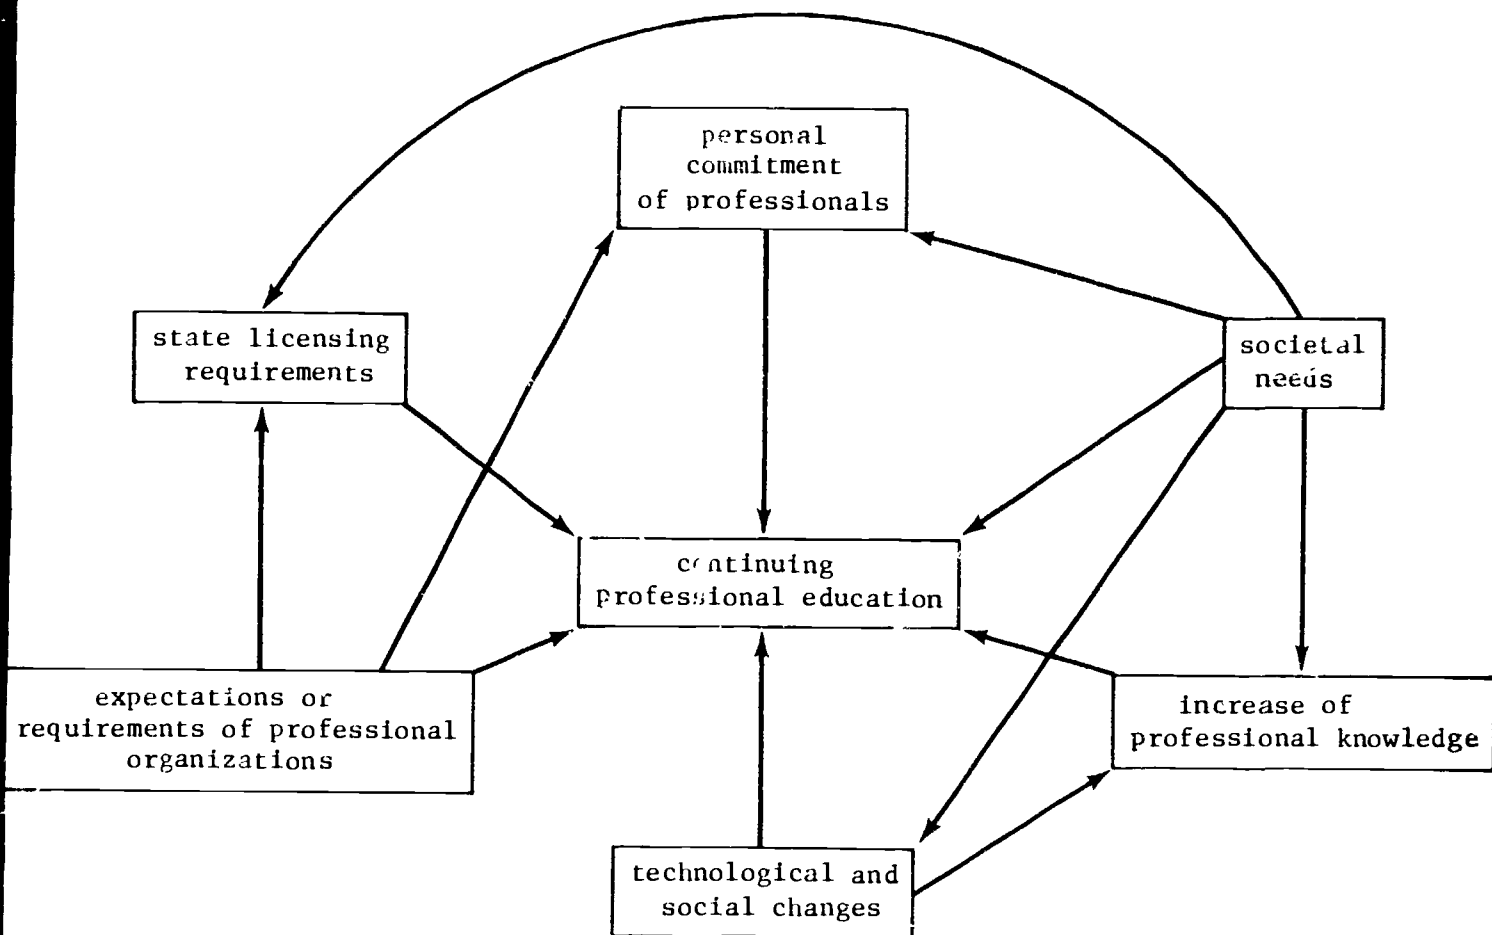 personal
commitment
of professionals
state licensing
requirements
societal
needs
continuing
professional education
expectations or
requirements of professional
organizations
increase of
professional knowledge
technological and
social changes